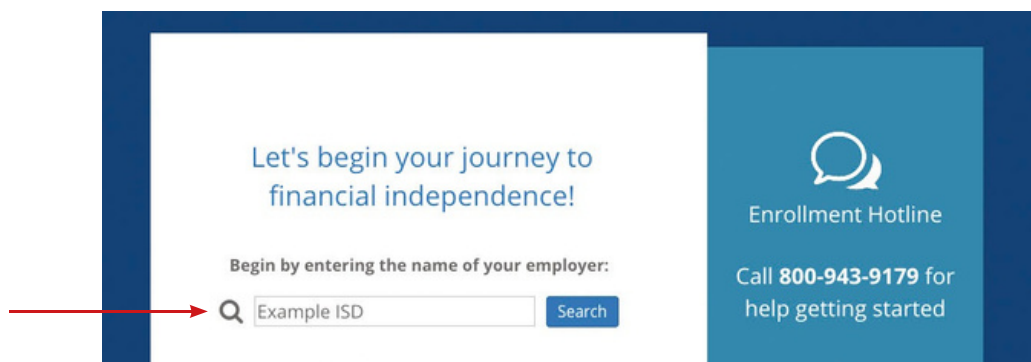 Let's begin your journey to
financial independence!
Begin by entering the name of your employer:
Example ISD
Search
Enrollment Hotline
Call 800-943-9179 for
help getting started